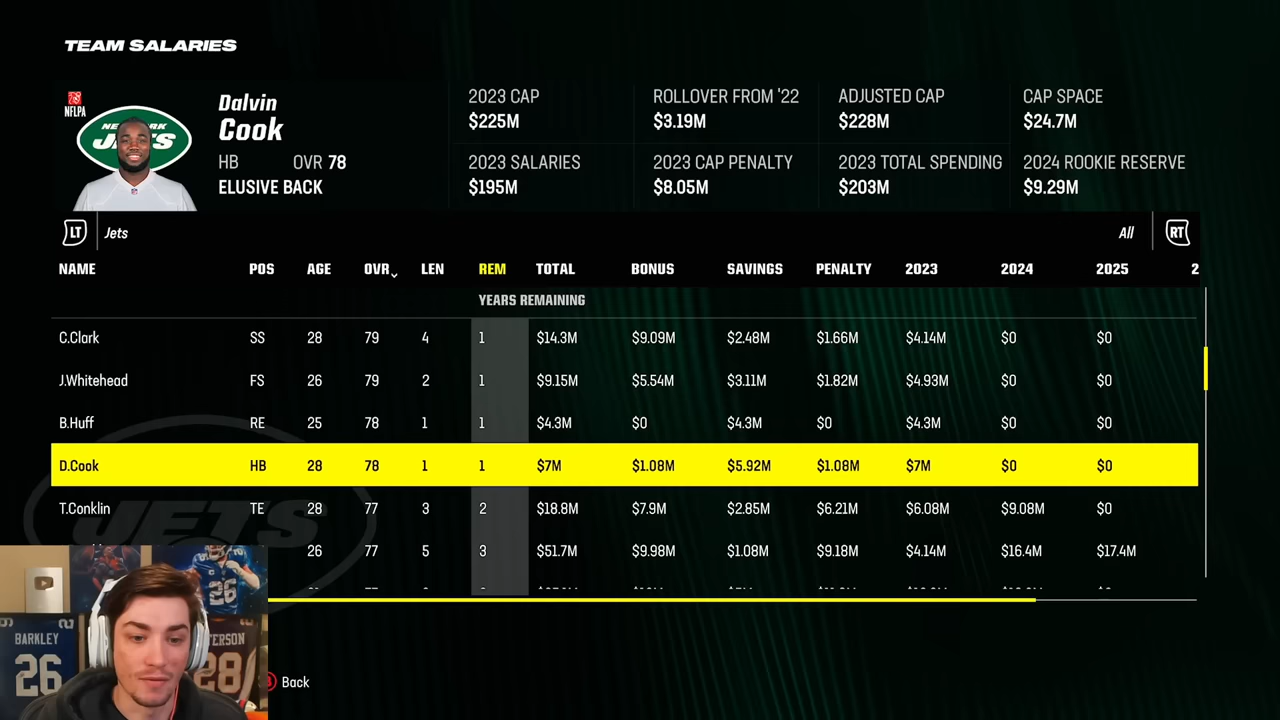 TEAM SALARIES
NFLPA
NEW YORK
JETS
Dalvin
Cook
HB OVR 78
ELUSIVE BACK
2023 CAP
$225M
ROLLOVER FROM '22
$3.19M
ADJUSTED CAP
$228M
CAP SPACE
$24.7M
2023 SALARIES
$195M
2023 CAP PENALTY
$8.05M
2023 TOTAL SPENDING
$203M
2024 ROOKIE RESERVE
$9.29M
LT Jets All RT
NAME POS AGE OVR LEN REM TOTAL BONUS SAVINGS PENALTY 2023 2024 2025 2
YEARS REMAINING
C.Clark SS 28 79 4 1 $14.3M $9.09M $2.48M $1.66M $4.14M $0 $0
J.Whitehead FS 26 79 2 1 $9.15M $5.54M $3.11M $1.82M $4.93M $0 $0
B.Huff RE 25 78 1 1 $4.3M $0 $4.3M $0 $4.3M $0 $0
D.Cook HB 28 78 1 1 $7M $1.08M $5.92M $1.08M $7M $0 $0
T.Conklin TE 28 77 3 2 $18.8M $7.9M $2.85M $6.21M $6.08M $9.08M $0
26 77 5 3 $51.7M $9.98M $1.08M $9.18M $4.14M $16.4M $17.4M
JETS
26
BARKLEY
26
TERSON
28
Back